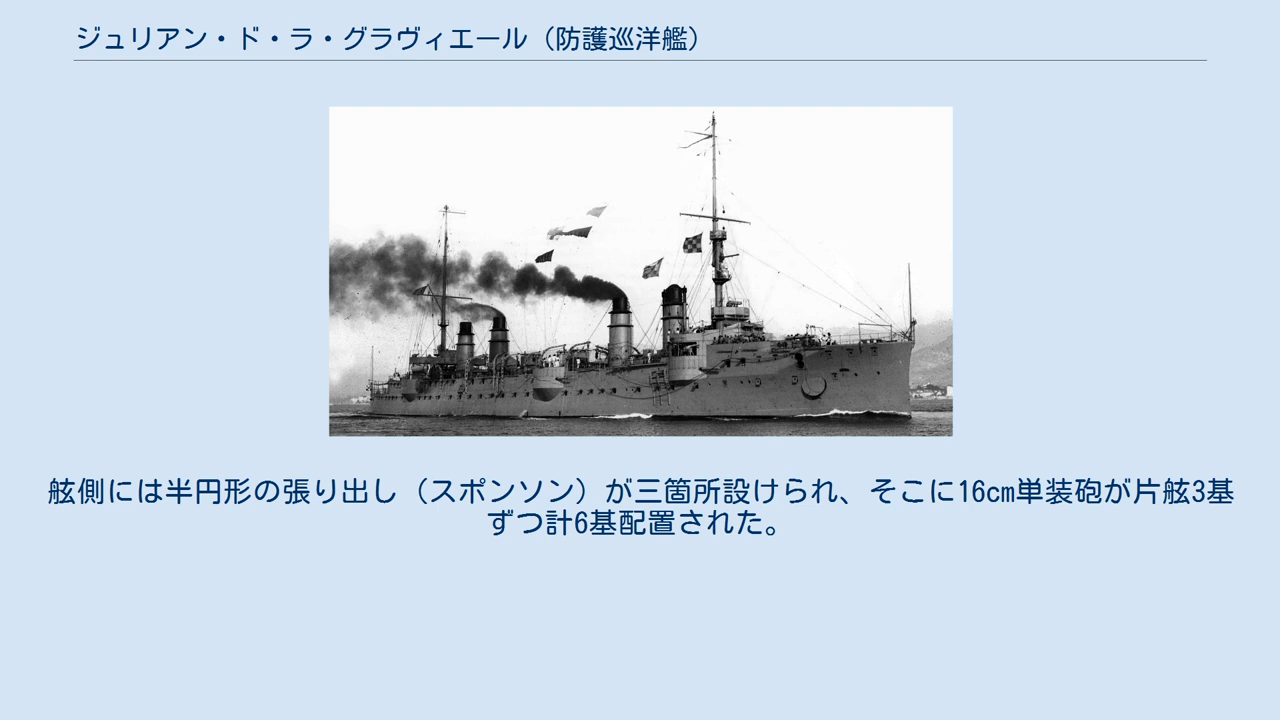 ジュリアン・ド・ラ・グラヴィエール（防護巡洋艦）
舷側には半円形の張り出し（スポンソン）が三箇所設けられ、そこに16cm単装砲が片舷3基
ずつ計6基配置された。